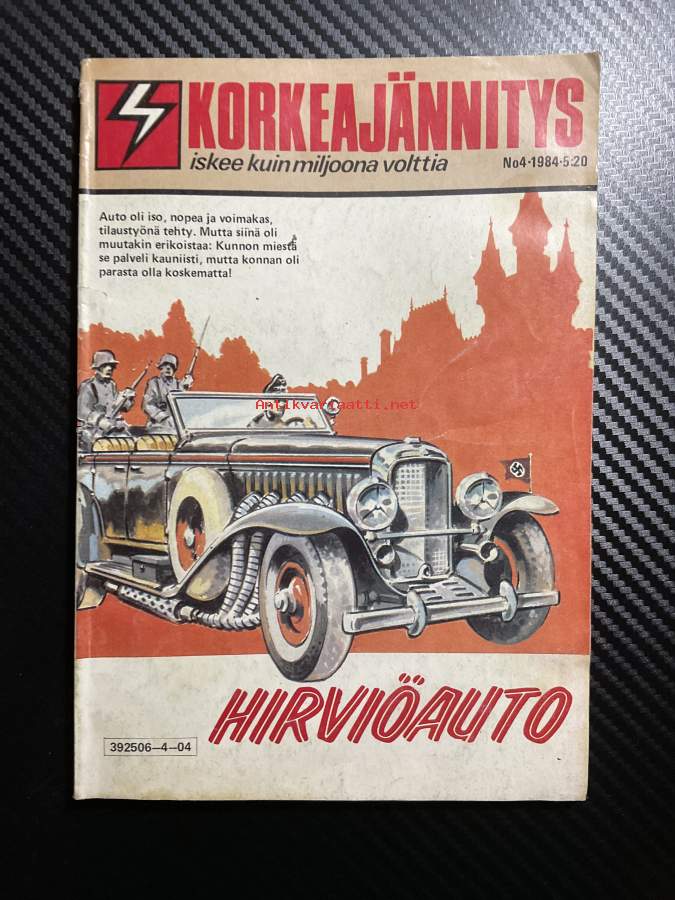 KORKEAJÄNNITYS
iskee kuin miljoona volttia
No4·1984·5:20
Auto oli iso, nopea ja voimakas,
tilaustyönä tehty. Mutta siinä oli
muutakin erikoistaa: Kunnon miestä
se palveli kauniisti, mutta konnan oli
parasta olla koskematta!
Antikvariaatti.net
HIRVIÖAUTO
392506—4—04